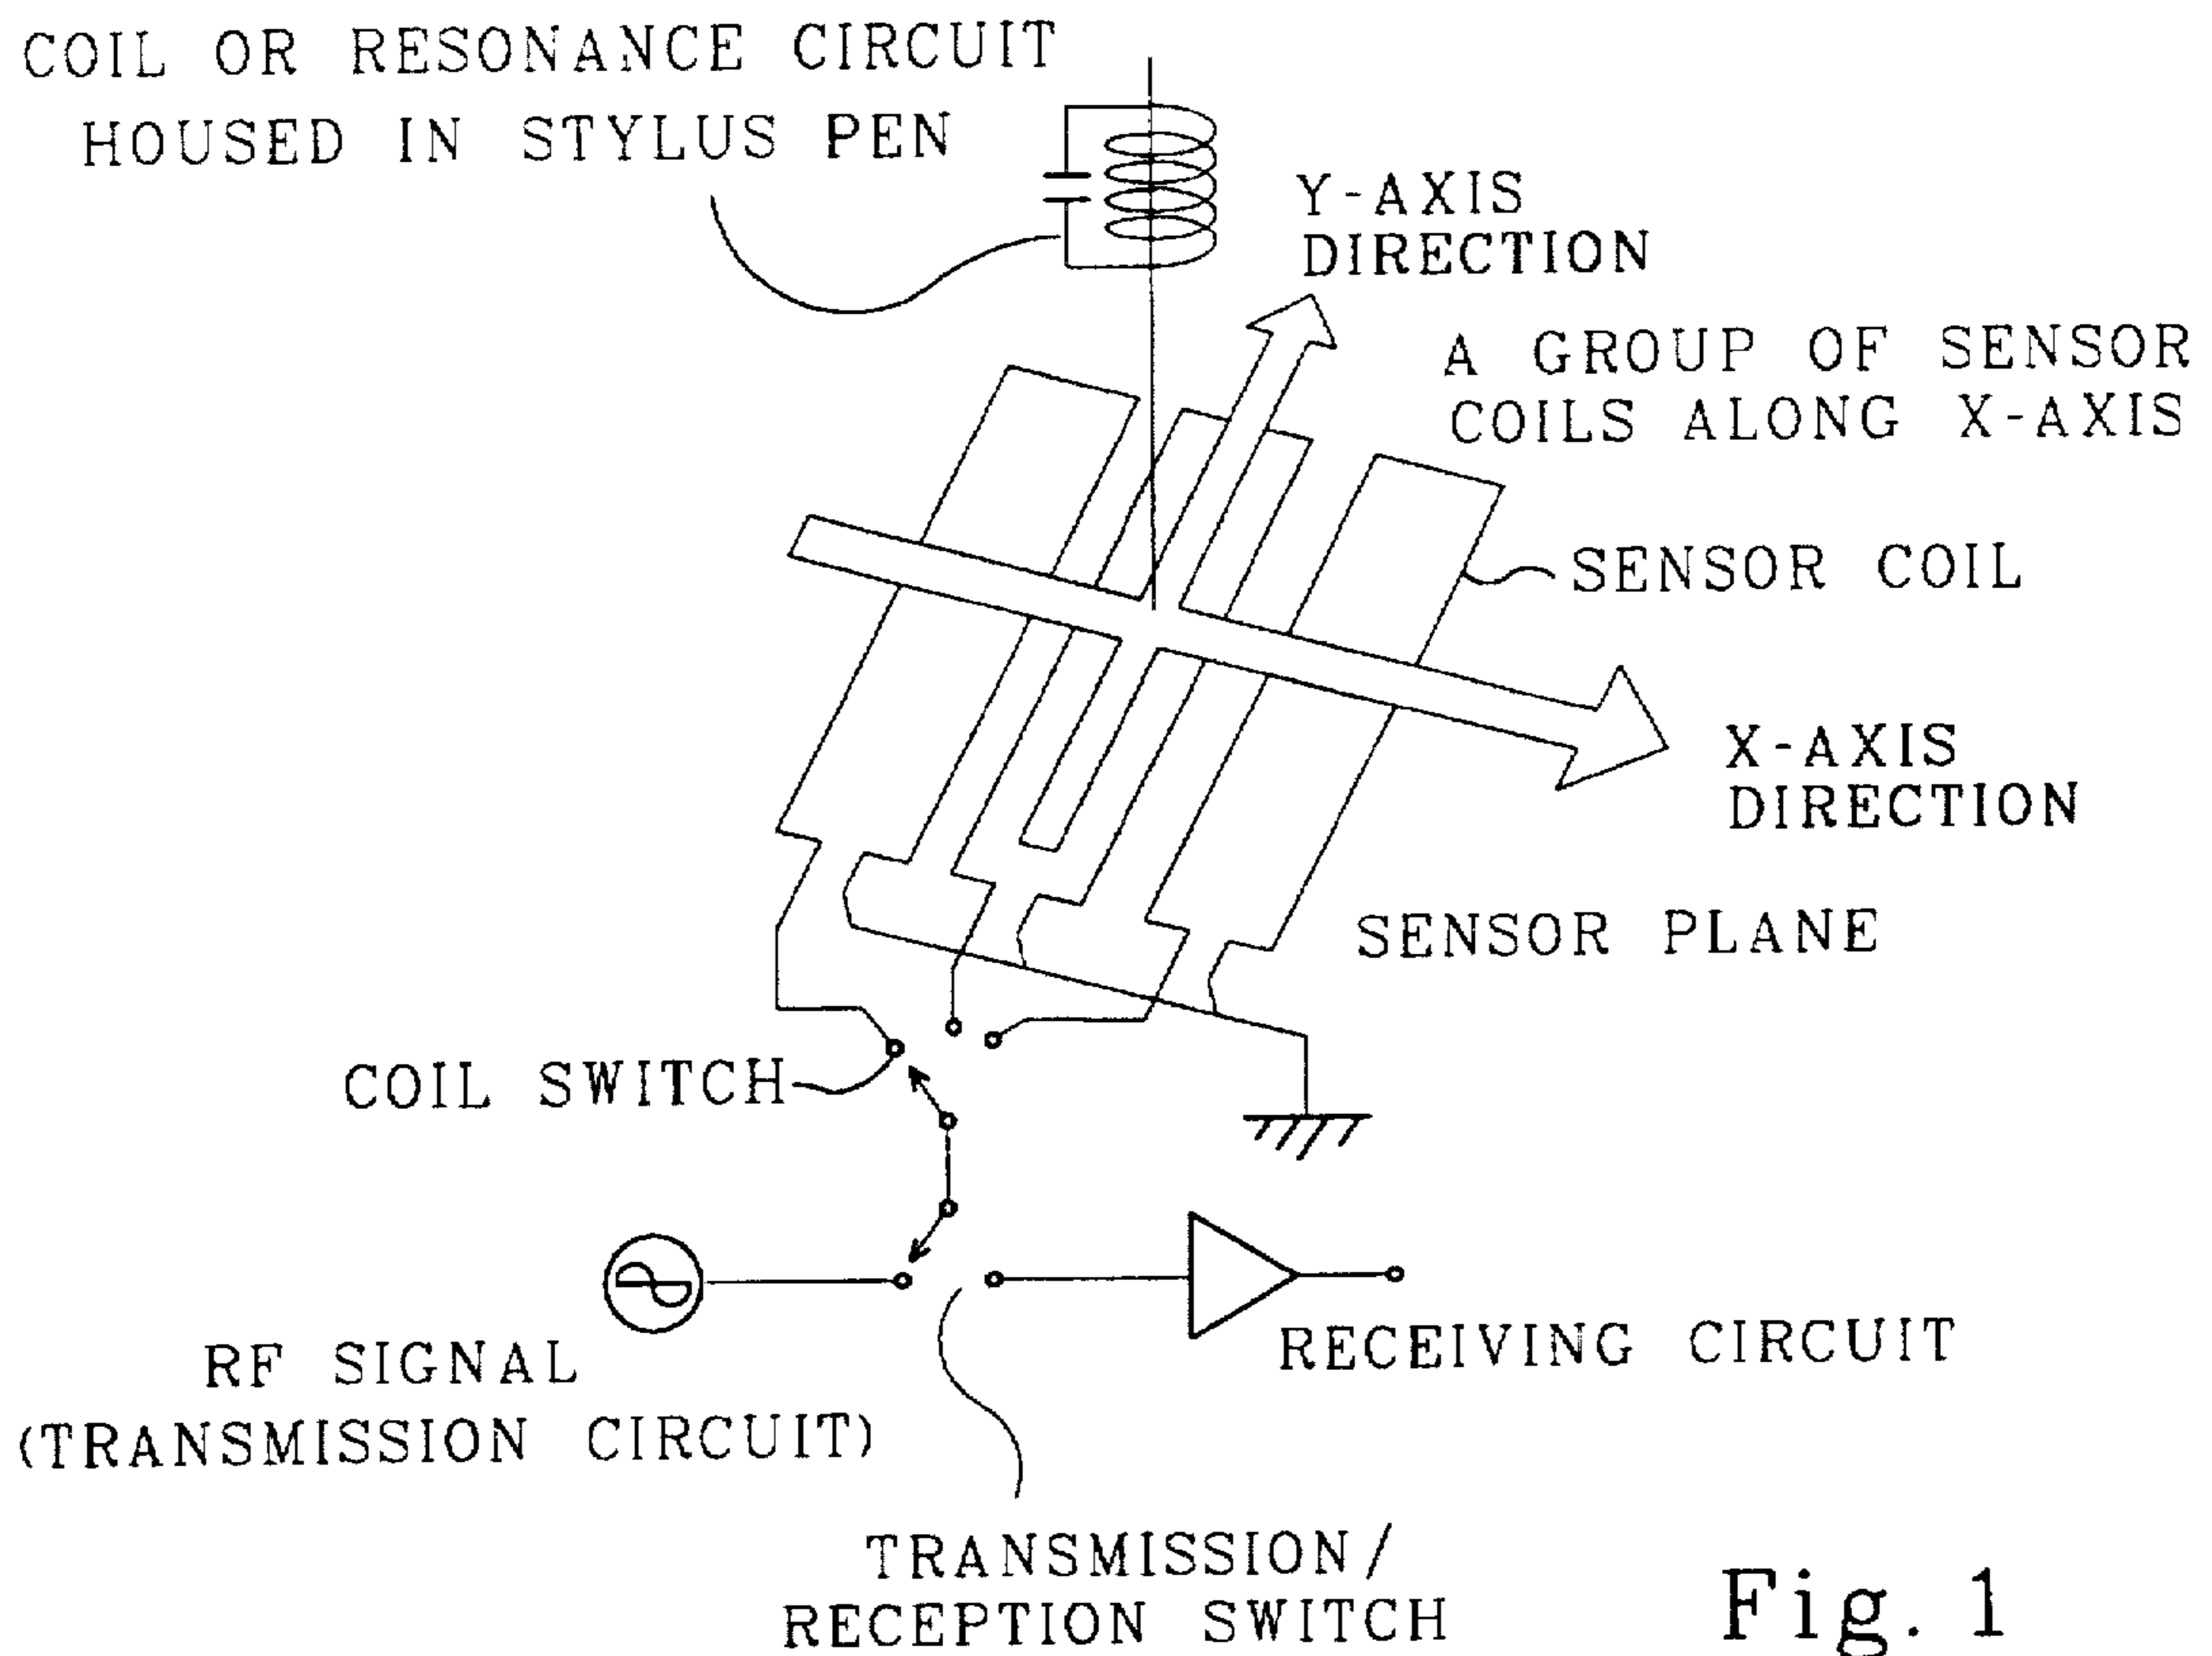 COIL OR RESONANCE CIRCUIT
HOUSED IN STYLUS PEN
Y-AXIS
DIRECTION
A GROUP OF SENSOR
COILS ALONG X-AXIS
SENSOR COIL
X-AXIS
DIRECTION
SENSOR PLANE
COIL SWITCH
RECEIVING CIRCUIT
RF SIGNAL
(TRANSMISSION CIRCUIT)
TRANSMISSION/
RECEPTION SWITCH
Fig. 1